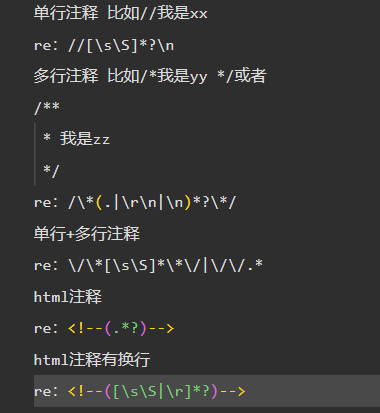 单行注释 比如//我是xx
re: //[\s\S]*?\n
多行注释 比如/*我是yy */或者
/**
 * 我是zz
 */
re: /\*(.|\r\n|\n)*?\*/
单行+多行注释
re: \/\*[\s\S]*\*\/|\/\/.*
html注释
re: <!--(.*?)-->
html注释有换行
re: <!--([\s\S|\r]*?)-->